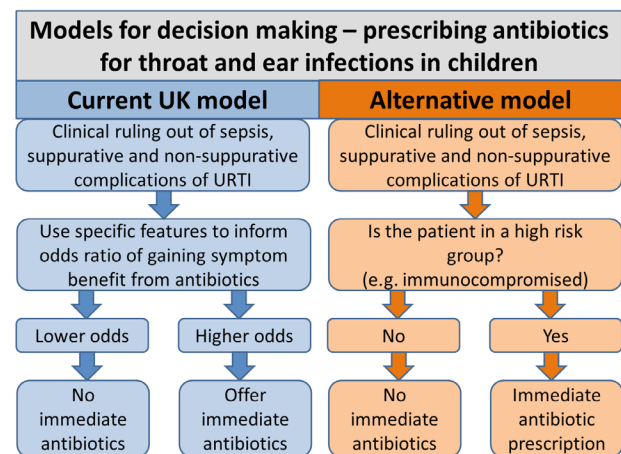 Models for decision making – prescribing antibiotics
for throat and ear infections in children
Current UK model
Alternative model
Clinical ruling out of sepsis,
suppurative and non-suppurative
complications of URTI
Clinical ruling out of sepsis,
suppurative and non-suppurative
complications of URTI
Use specific features to inform
odds ratio of gaining symptom
benefit from antibiotics
Is the patient in a high risk
group?
(e.g. immunocompromised)
Lower odds
Higher odds
No
Yes
No
immediate
antibiotics
Offer
immediate
antibiotics
No
immediate
antibiotics
Immediate
antibiotic
prescription